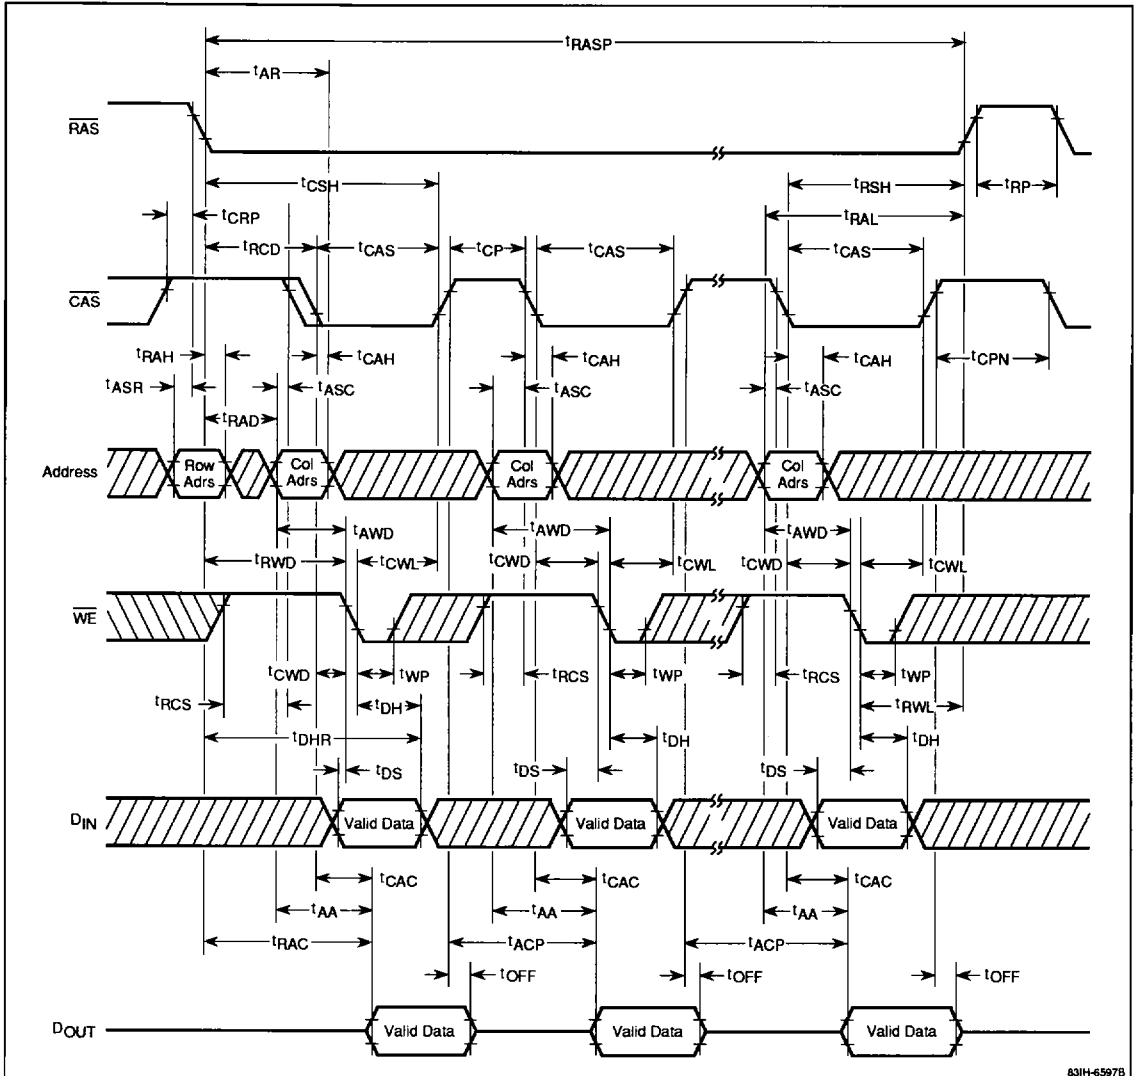 tRASP
tAR
RAS
tCSH
tRSH
tRP
tCRP
tRAL
tRCD
tCAS
tCP
tCAS
tCAS
CAS
tRAH
tCAH
tCAH
tCAH
tCPN
tASR
tASC
tASC
tASC
tRAD
Address
Row Adrs
Col Adrs
Col Adrs
Col Adrs
tAWD
tAWD
tAWD
tRWD
tCWL
tCWD
tCWL
tCWD
tCWL
WE
tCWD
tWP
tRCS
tWP
tRCS
tWP
tRCS
tDH
tRWL
tDHR
tDH
tDH
tDS
tDS
tDS
DIN
Valid Data
Valid Data
Valid Data
tCAC
tCAC
tCAC
tAA
tAA
tAA
tRAC
tACP
tACP
tOFF
tOFF
tOFF
DOUT
Valid Data
Valid Data
Valid Data
83IH-6597B